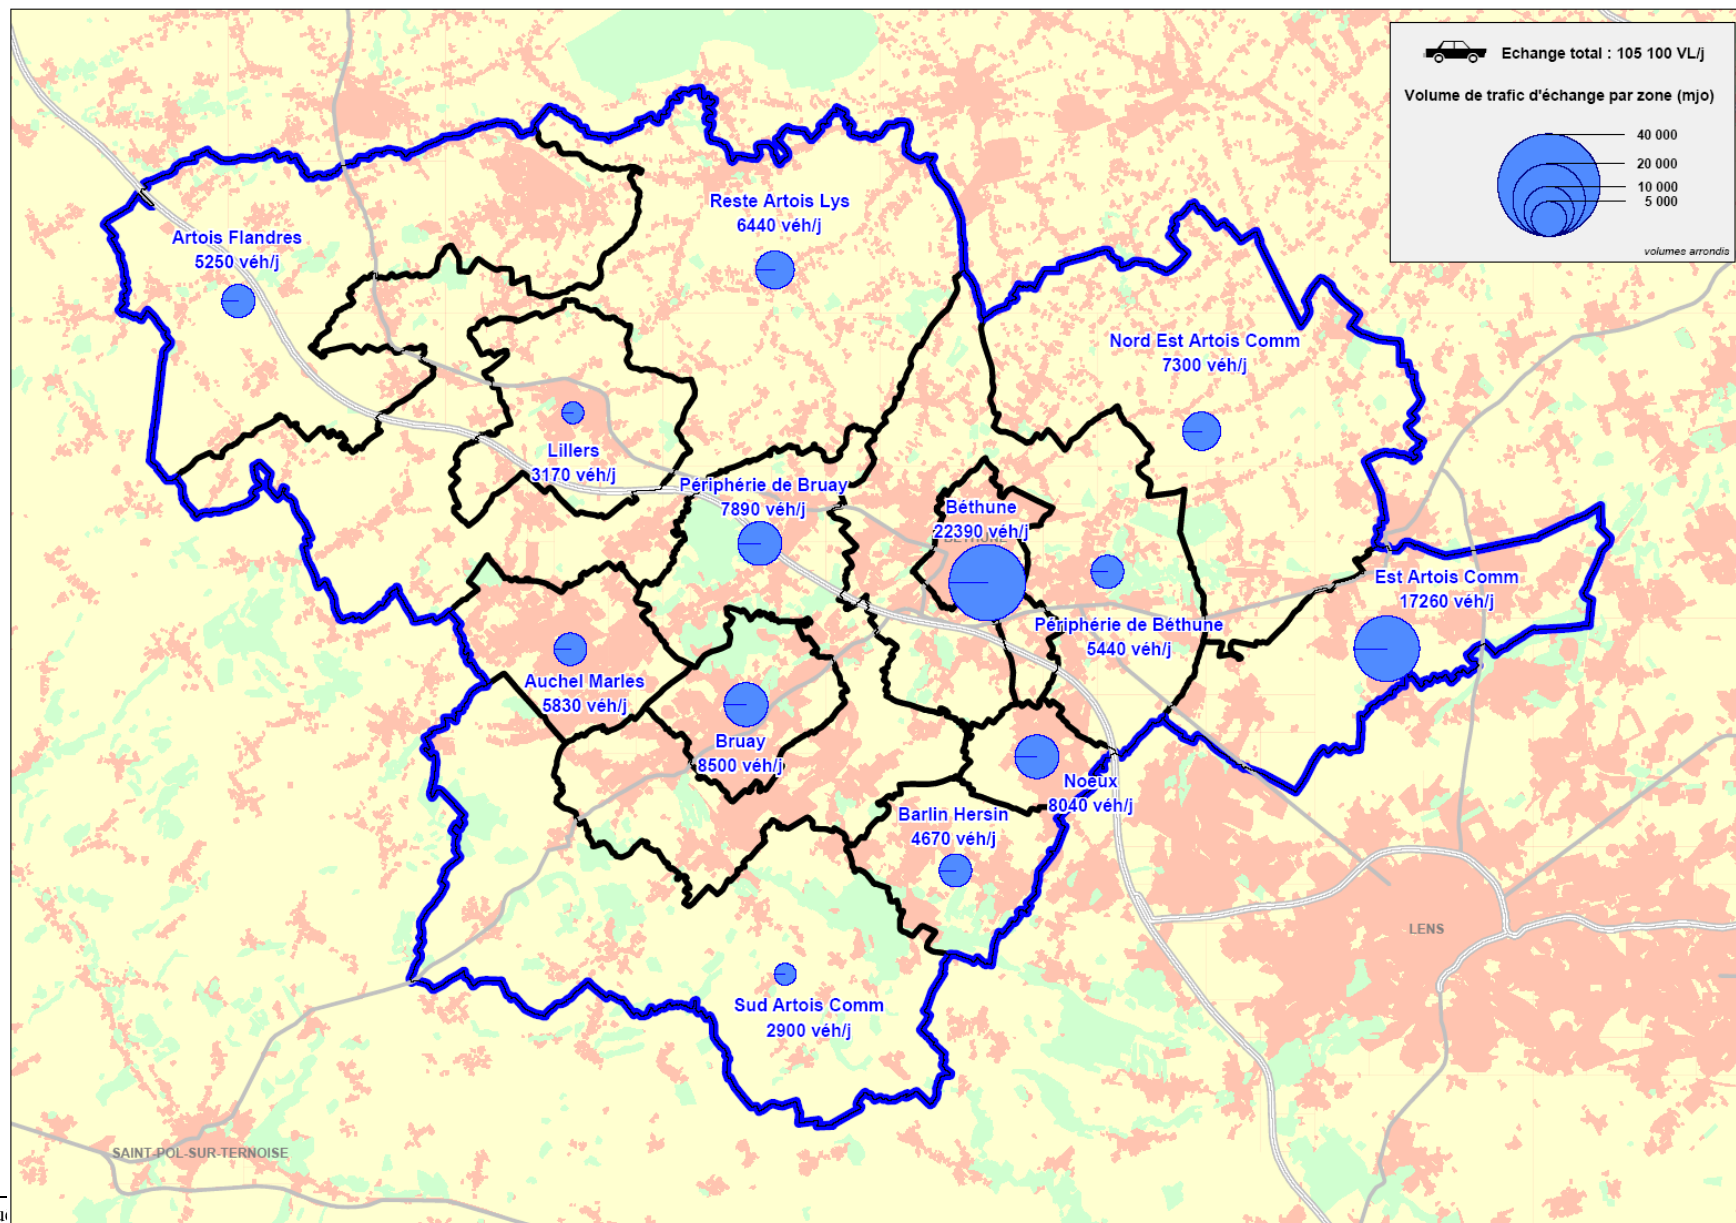 Echange total : 105 100 VL/j
Volume de trafic d'échange par zone (mjo)
40 000
20 000
10 000
5 000
volumes arrondis
Reste Artois Lys
6440 véh/j
Artois Flandres
5250 véh/j
Nord Est Artois Comm
7300 véh/j
Lillers
3170 véh/j
Périphérie de Bruay
7890 véh/j
Béthune
22390 véh/j
BETHUNE
Est Artois Comm
17260 véh/j
Périphérie de Béthune
5440 véh/j
Auchel Marles
5830 véh/j
Bruay
8500 véh/j
Noeux
8040 véh/j
Barlin Hersin
4670 véh/j
LENS
Sud Artois Comm
2900 véh/j
SAINT-POL-SUR-TERNOISE